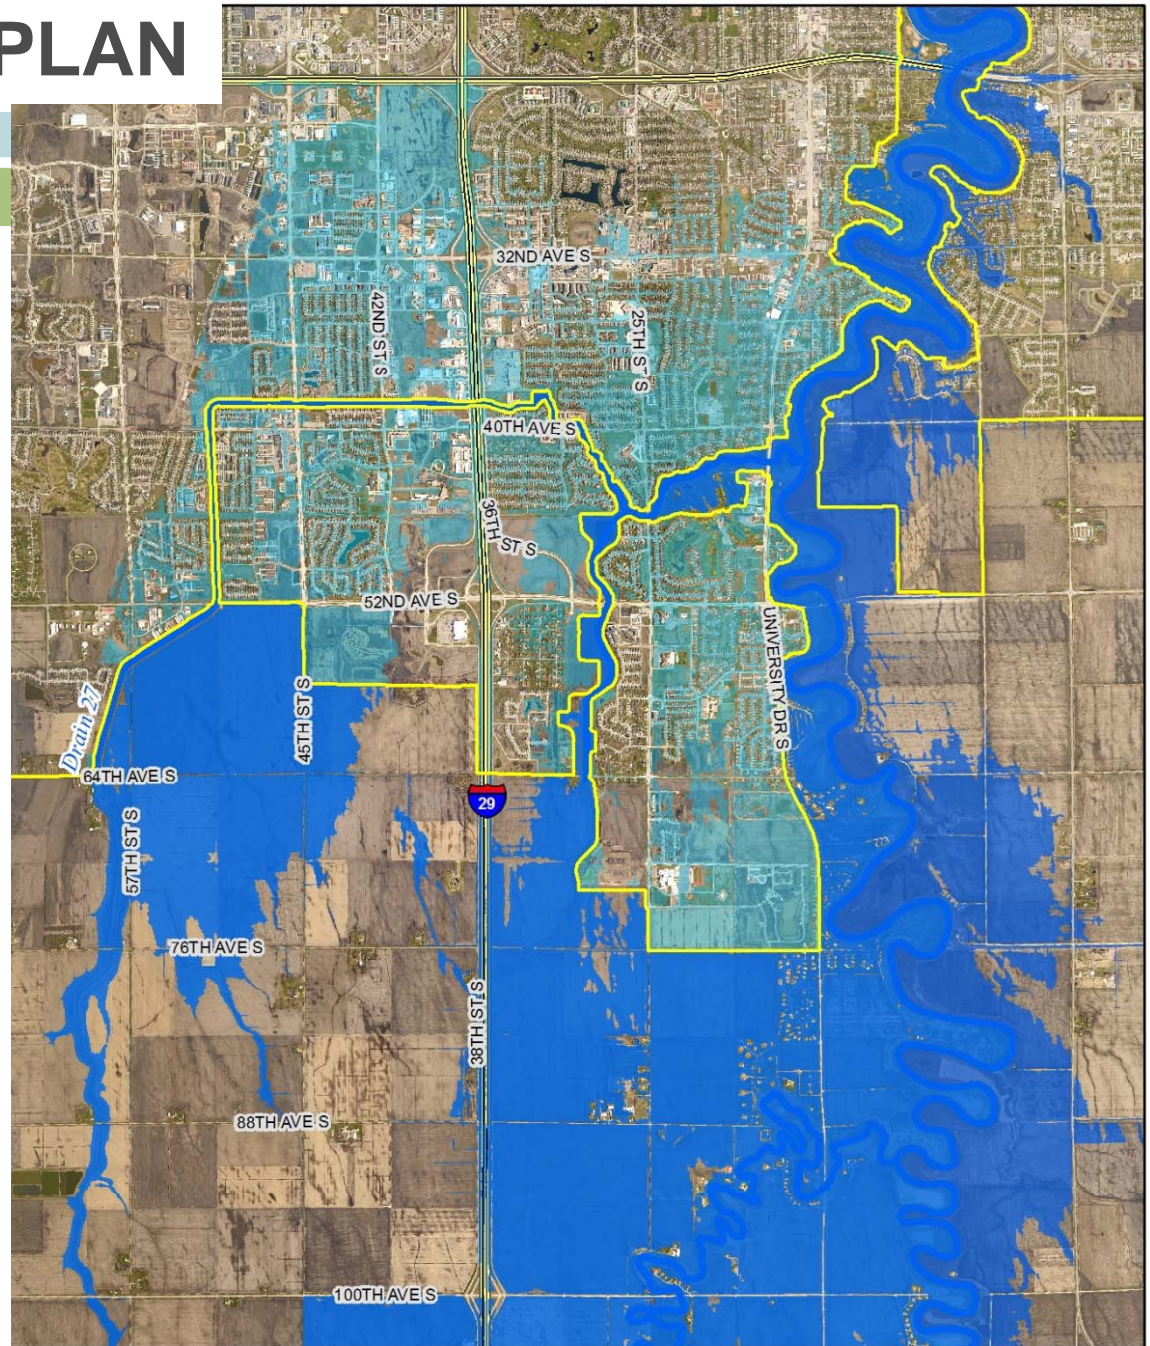 PLAN
32ND AVE S
42ND ST S
25TH ST S
40TH AVE S
36TH ST S
52ND AVE S
UNIVERSITY DR S
45TH ST S
Drain 27
64TH AVE S
29
57TH ST S
76TH AVE S
38TH ST S
88TH AVE S
100TH AVE S